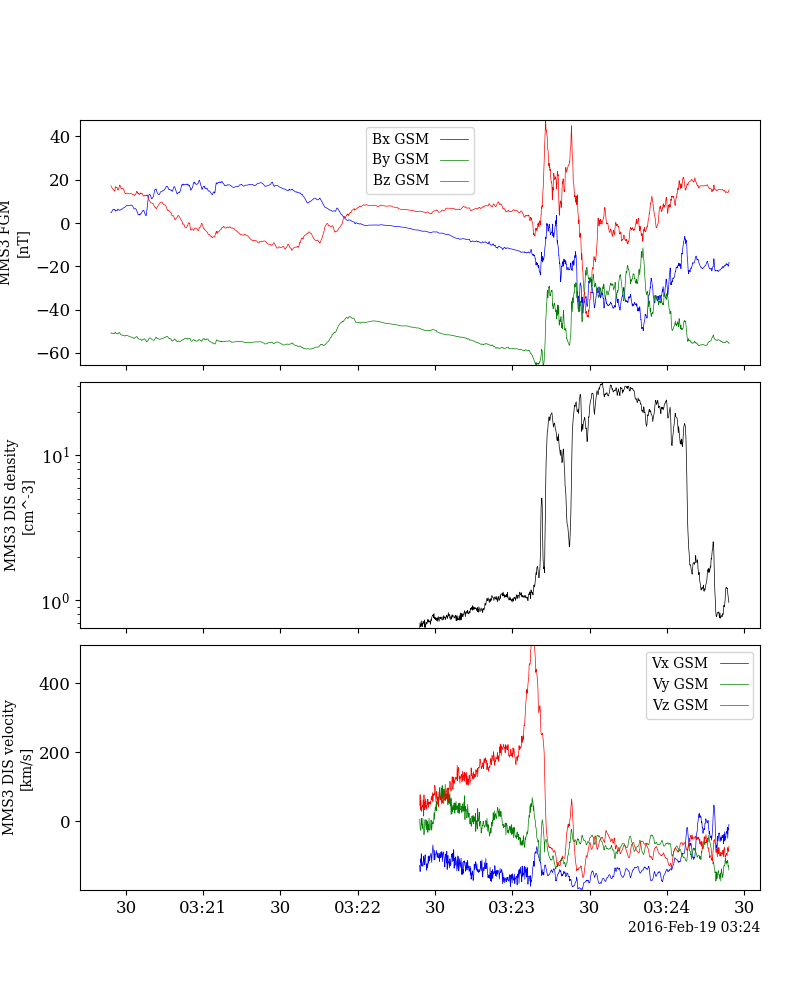 40
20
0
−20
−40
−60
MMS3 FGM
[nT]
Bx GSM
By GSM
Bz GSM
10^1
10^0
MMS3 DIS density
[cm^-3]
400
200
0
MMS3 DIS velocity
[km/s]
Vx GSM
Vy GSM
Vz GSM
30 03:21 30 03:22 30 03:23 30 03:24 30
2016-Feb-19 03:24